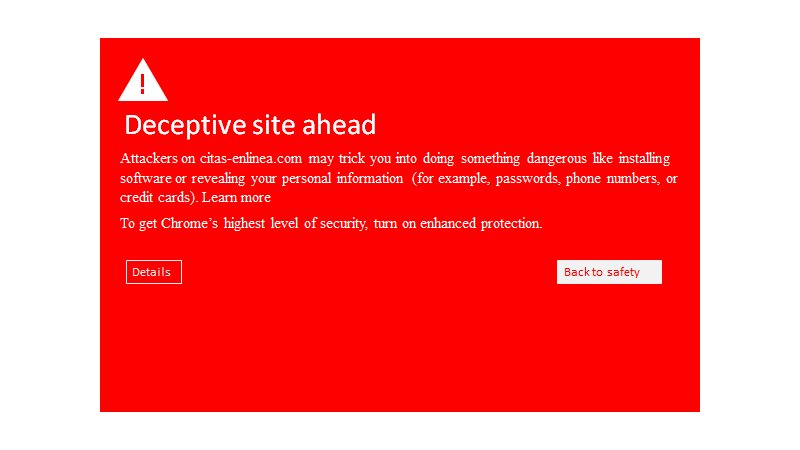 !
Deceptive site ahead
Attackers on citas-enlinea.com may trick you into doing something dangerous like installing
software or revealing your personal information (for example, passwords, phone numbers, or
credit cards). Learn more
To get Chrome’s highest level of security, turn on enhanced protection.
Details
Back to safety